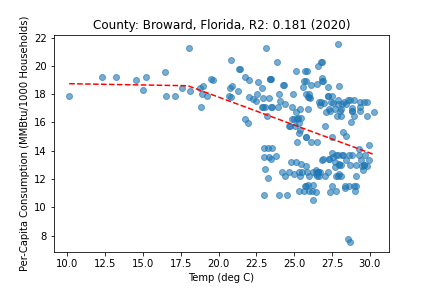 County: Broward, Florida, R2: 0.181 (2020)
Per-Capita Consumption (MMBtu/1000 Households)
22
20
18
16
14
12
10
8
10.0 12.5 15.0 17.5 20.0 22.5 25.0 27.5 30.0
Temp (deg C)